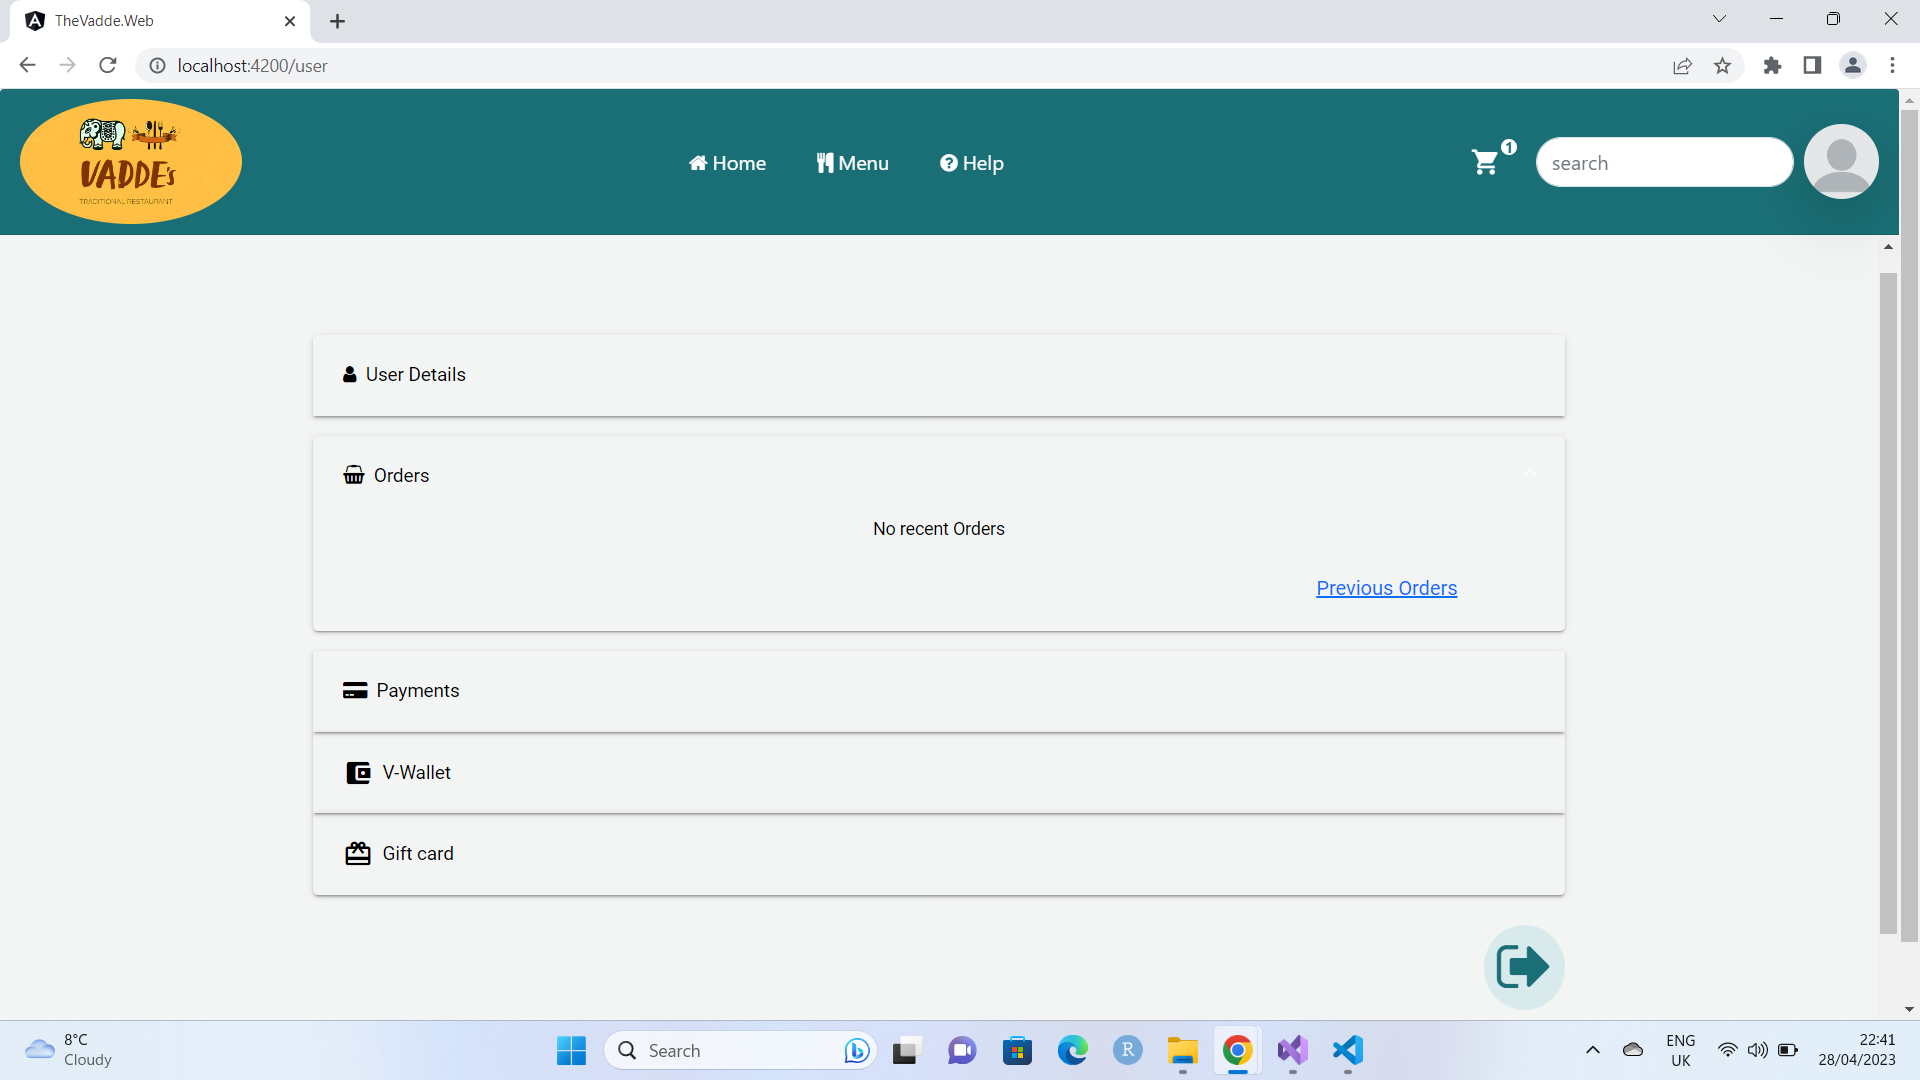 TheVadde.Web
localhost:4200/user
VADDE's
TRADITIONAL RESTAURANT
Home
Menu
Help
1
search
User Details
Orders
No recent Orders
Previous Orders
Payments
V-Wallet
Gift card
8°C
Cloudy
Search
R
ENG
UK
22:41
28/04/2023